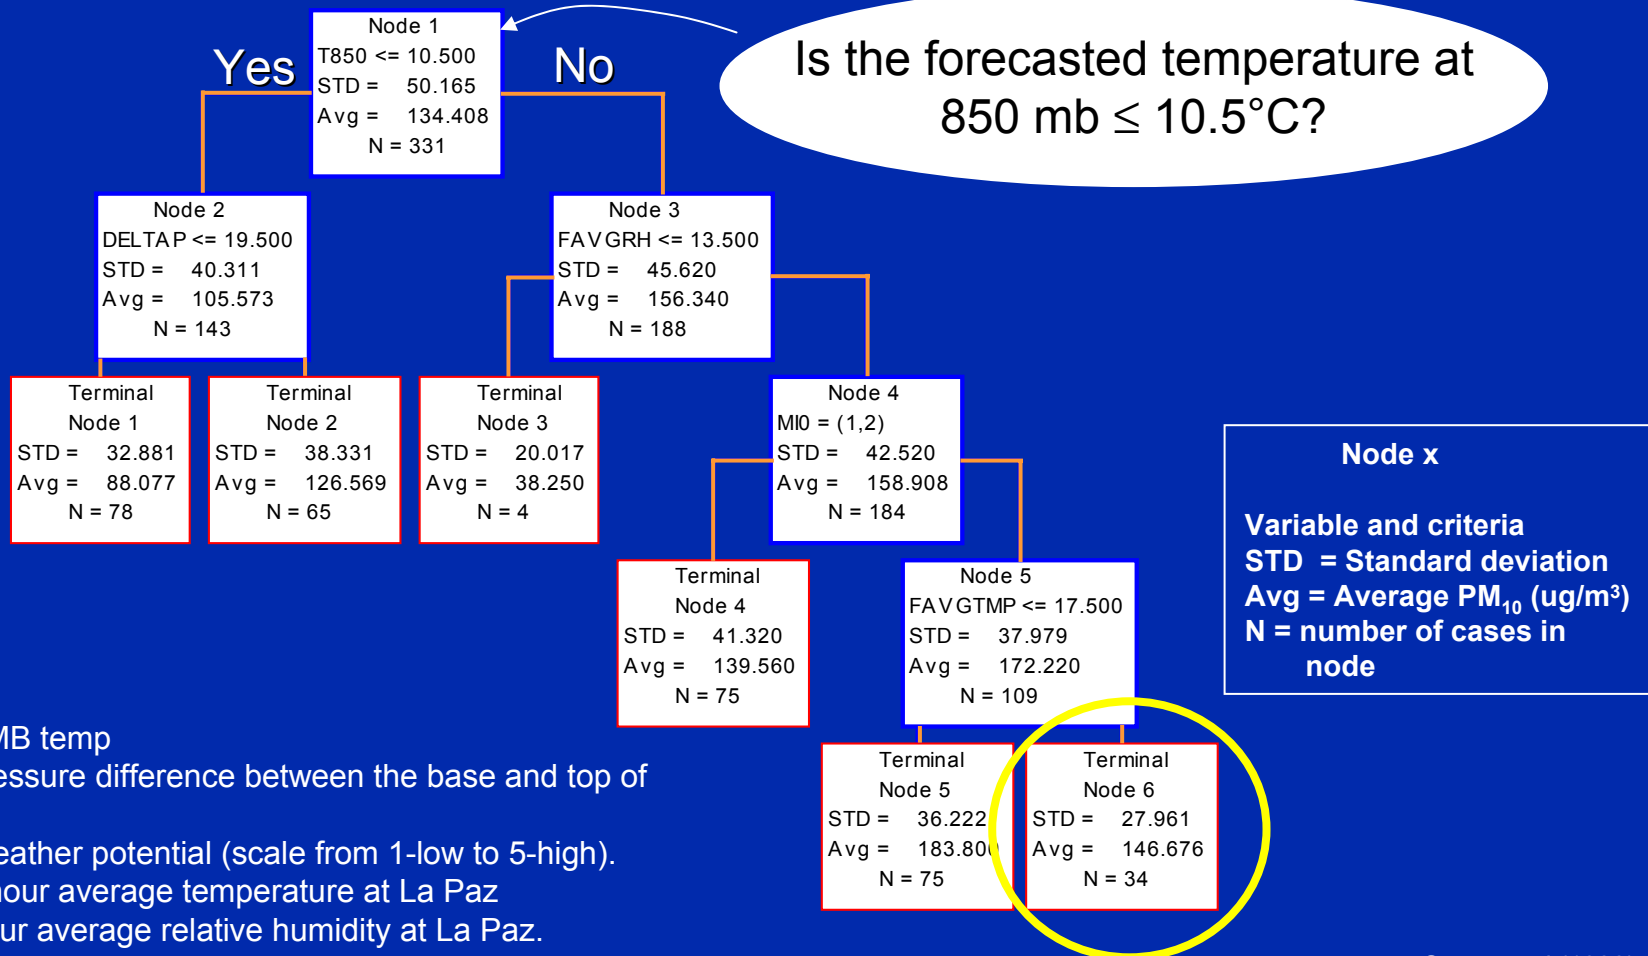 Node 1
T850 <= 10.500
STD = 50.165
Avg = 134.408
N = 331
Yes
No
Is the forecasted temperature at
850 mb ≤ 10.5°C?
Node 2
DELTAP <= 19.500
STD = 40.311
Avg = 105.573
N = 143
Node 3
FAVGRH <= 13.500
STD = 45.620
Avg = 156.340
N = 188
Terminal
Node 1
STD = 32.881
Avg = 88.077
N = 78
Terminal
Node 2
STD = 38.331
Avg = 126.569
N = 65
Terminal
Node 3
STD = 20.017
Avg = 38.250
N = 4
Node 4
MI0 = (1,2)
STD = 42.520
Avg = 158.908
N = 184
Terminal
Node 4
STD = 41.320
Avg = 139.560
N = 75
Node 5
FAVGTMP <= 17.500
STD = 37.979
Avg = 172.220
N = 109
Terminal
Node 5
STD = 36.222
Avg = 183.800
N = 75
Terminal
Node 6
STD = 27.961
Avg = 146.676
N = 34
Node x
Variable and criteria
STD = Standard deviation
Avg = Average PM₁₀ (ug/m³)
N = number of cases in
node
MB temp
essure difference between the base and top of
eather potential (scale from 1-low to 5-high).
hour average temperature at La Paz
ur average relative humidity at La Paz.